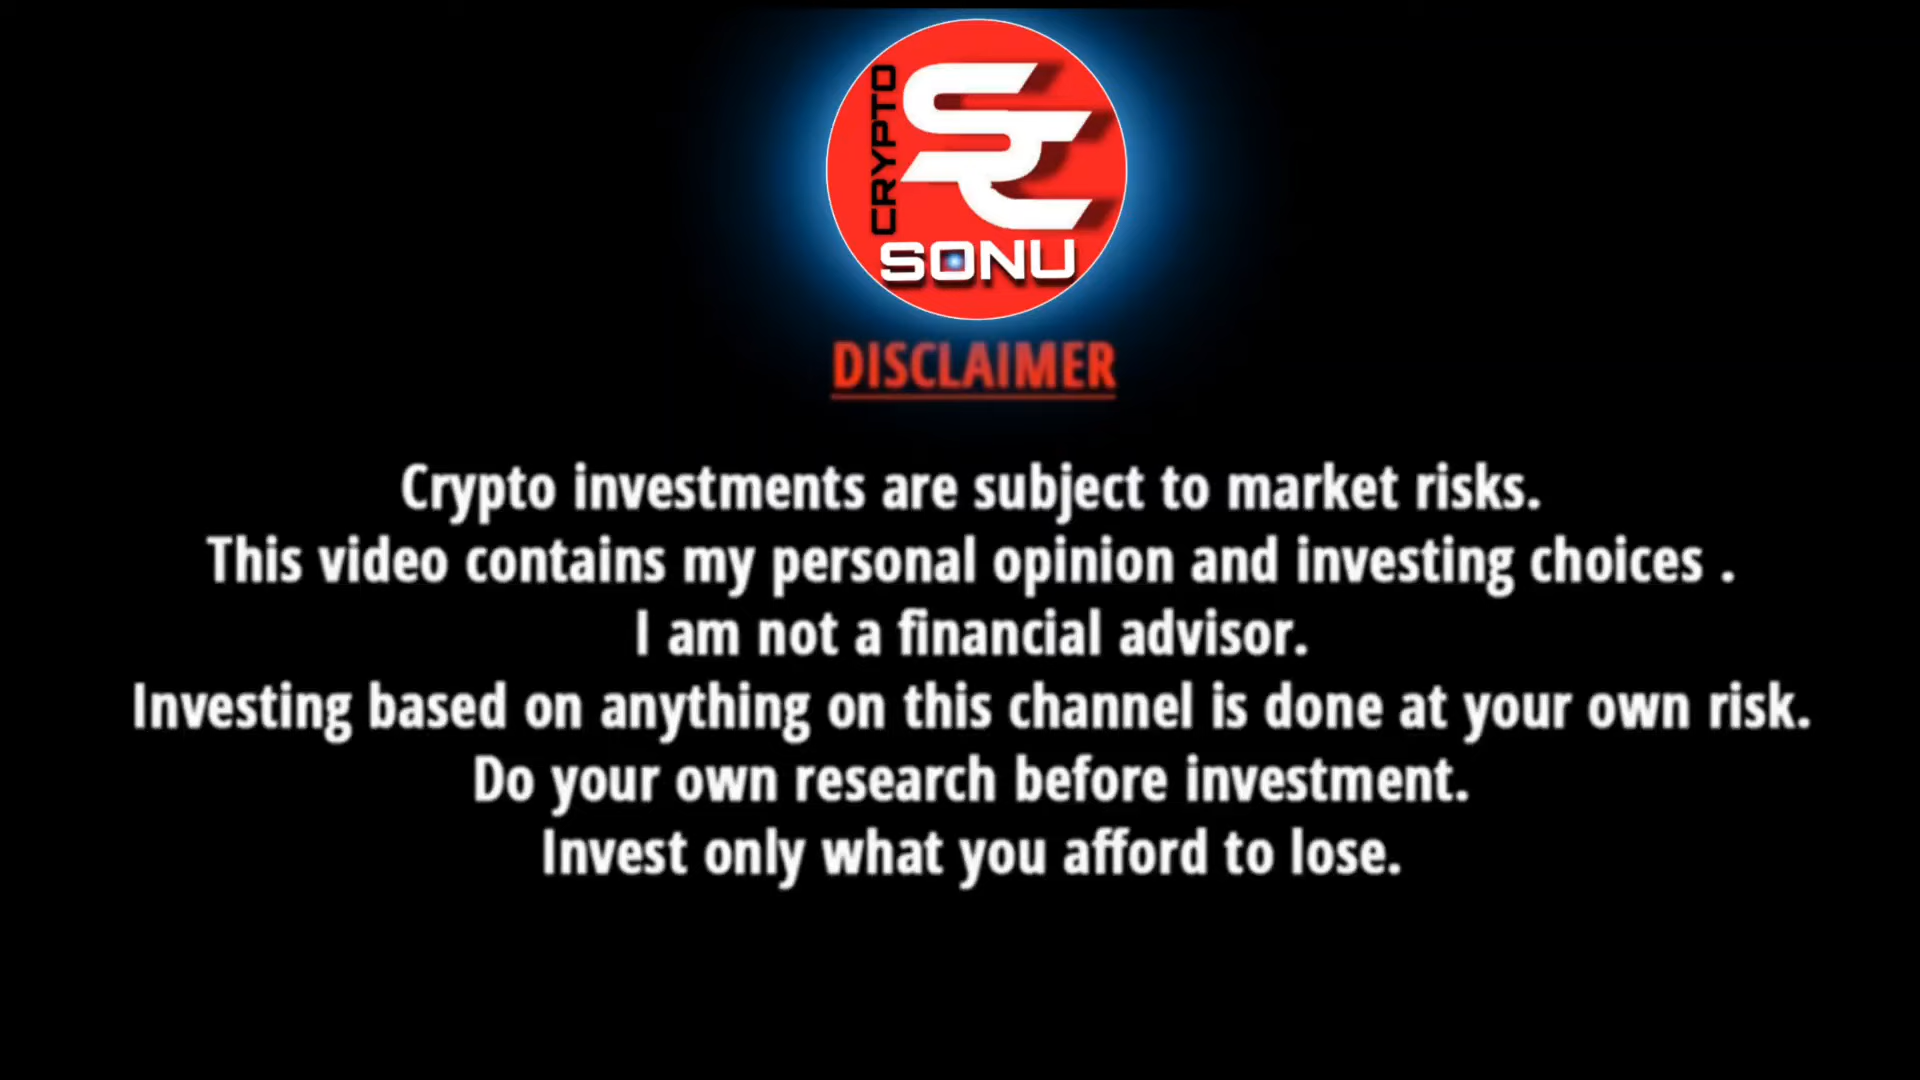 CRYPTO
SC
SONU
DISCLAIMER
Crypto investments are subject to market risks.
This video contains my personal opinion and investing choices .
I am not a financial advisor.
Investing based on anything on this channel is done at your own risk.
Do your own research before investment.
Invest only what you afford to lose.